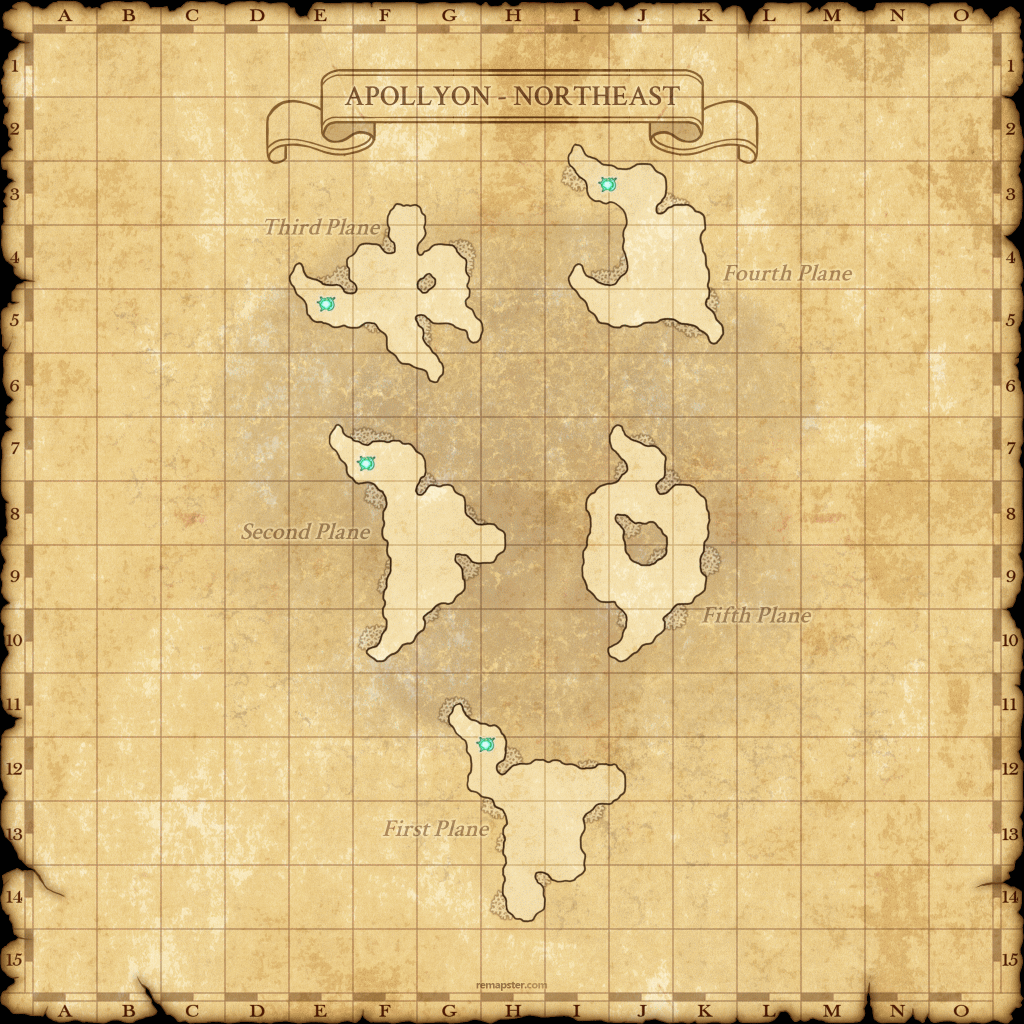 A B C D E F G H I J K L M N O
1 1
APOLLYON - NORTHEAST
2 2
3 3
Third Plane
4 4
Fourth Plane
5 5
6 6
7 7
8 8
Second Plane
9 9
Fifth Plane
10 10
11 11
12 12
First Plane
13 13
14 14
15 15
remapster.com
A B C D E F G H I J K L M N O